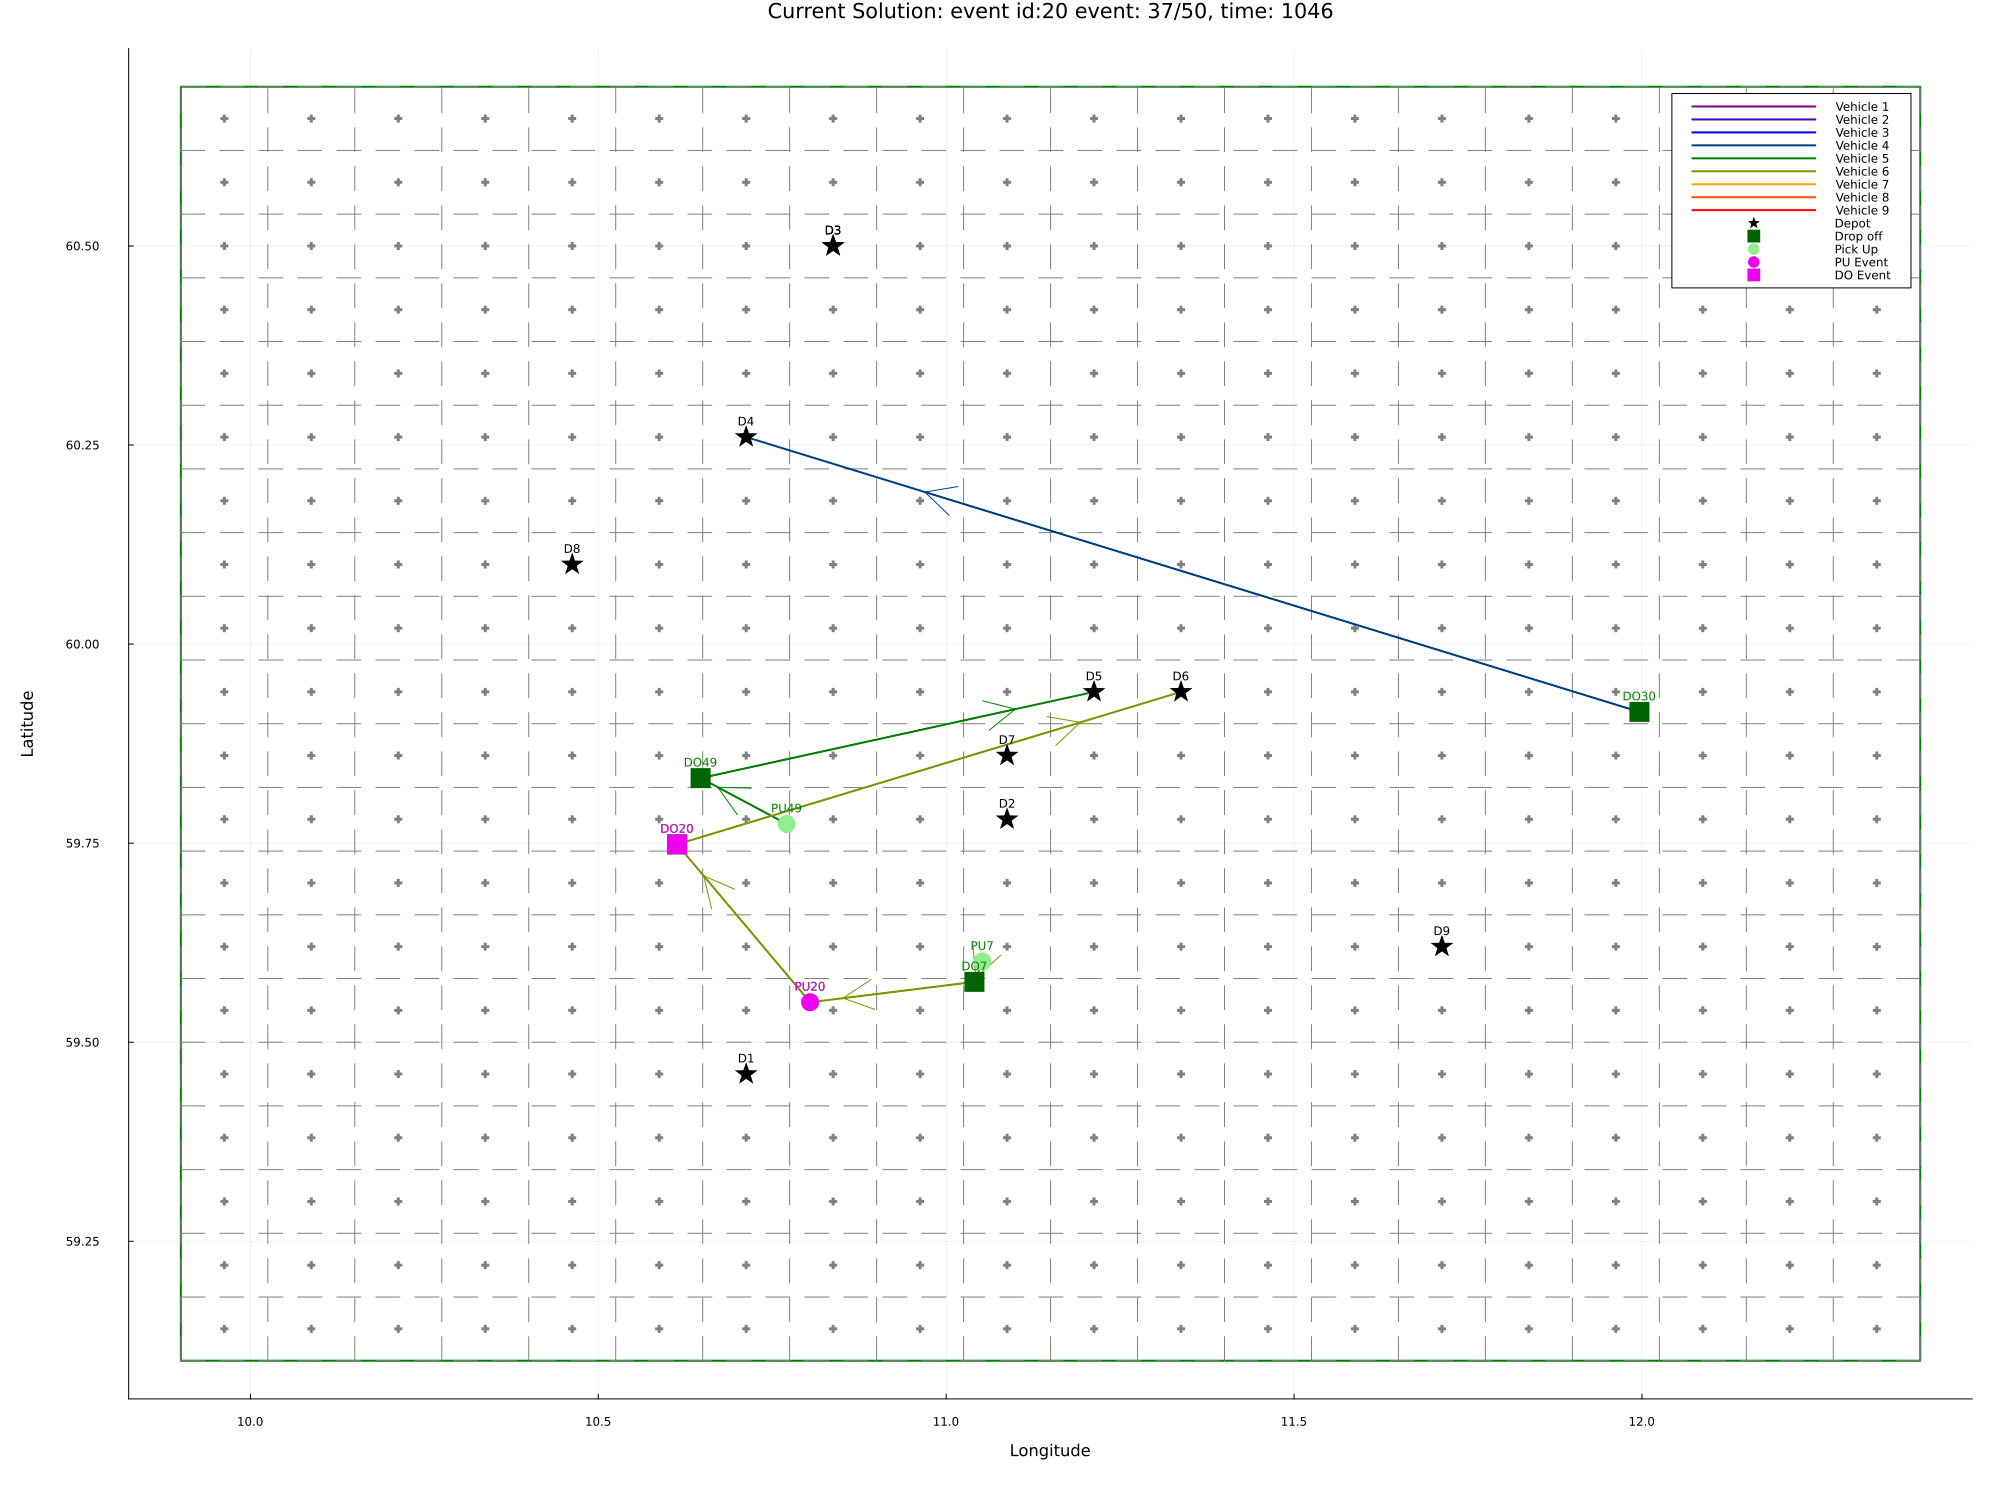 Current Solution: event id:20 event: 37/50, time: 1046
Vehicle 1
Vehicle 2
Vehicle 3
Vehicle 4
Vehicle 5
Vehicle 6
Vehicle 7
Vehicle 8
Vehicle 9
Depot
Drop off
Pick Up
PU Event
DO Event
D3
60.50
D4
60.25
D8
60.00
D5
D6
DO30
Latitude
D7
DO49
D2
PU49
DO20
59.75
D9
PU7
DO7
PU20
59.50
D1
59.25
10.0
10.5
11.0
11.5
12.0
Longitude